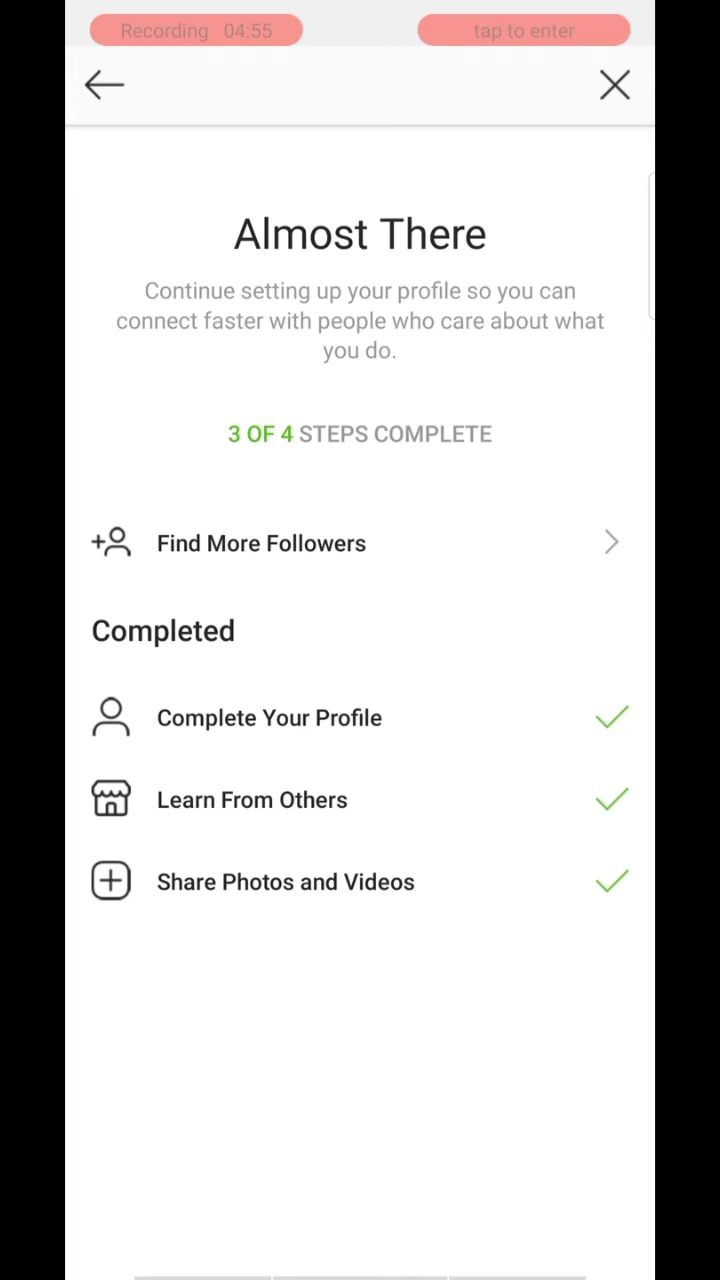 Recording 04:55
tap to enter
Almost There
Continue setting up your profile so you can
connect faster with people who care about what
you do.
3 OF 4 STEPS COMPLETE
Find More Followers
Completed
Complete Your Profile
Learn From Others
Share Photos and Videos